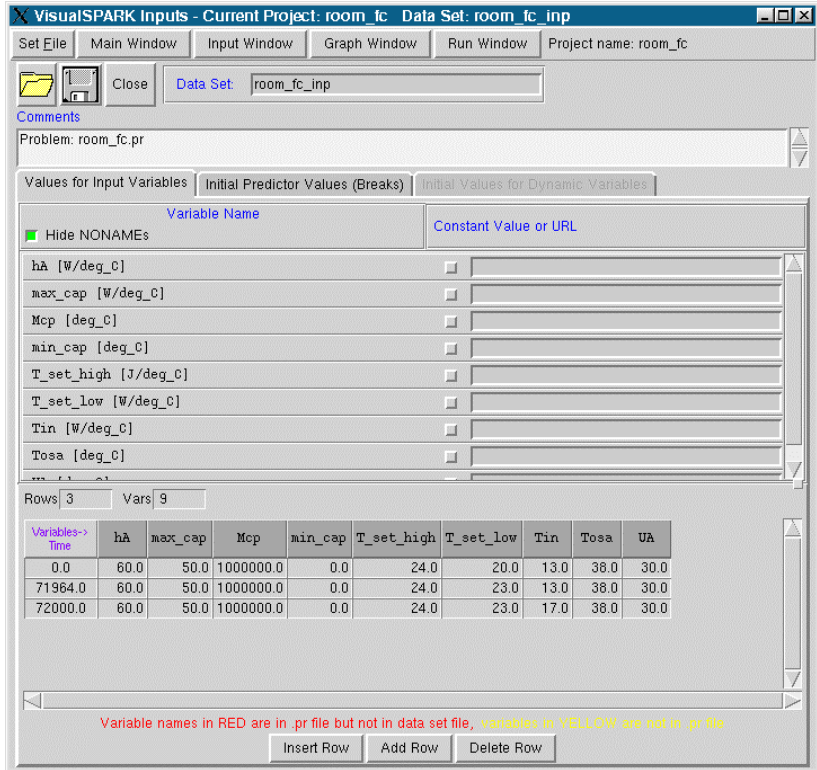 X VisualSPARK Inputs - Current Project: room_fc Data Set: room_fc_inp
Set File Main Window Input Window Graph Window Run Window Project name: room_fc
Close Data Set: room_fc_inp
Comments
Problem: room_fc.pr
Values for Input Variables Initial Predictor Values (Breaks) Initial Values for Dynamic Variables
Variable Name Constant Value or URL
Hide NONAMEs
hA [W/deg_C]
max_cap [W/deg_C]
Mcp [deg_C]
min_cap [deg_C]
T_set_high [J/deg_C]
T_set_low [W/deg_C]
Tin [W/deg_C]
Tosa [deg_C]
Rows 3 Vars 9
Variables-> Time hA max_cap Mcp min_cap T_set_high T_set_low Tin Tosa UA
0.0 60.0 50.0 1000000.0 0.0 24.0 20.0 13.0 38.0 30.0
71964.0 60.0 50.0 1000000.0 0.0 24.0 23.0 13.0 38.0 30.0
72000.0 60.0 50.0 1000000.0 0.0 24.0 23.0 17.0 38.0 30.0
Variable names in RED are in .pr file but not in data set file, variables in YELLOW are not in .pr file
Insert Row Add Row Delete Row